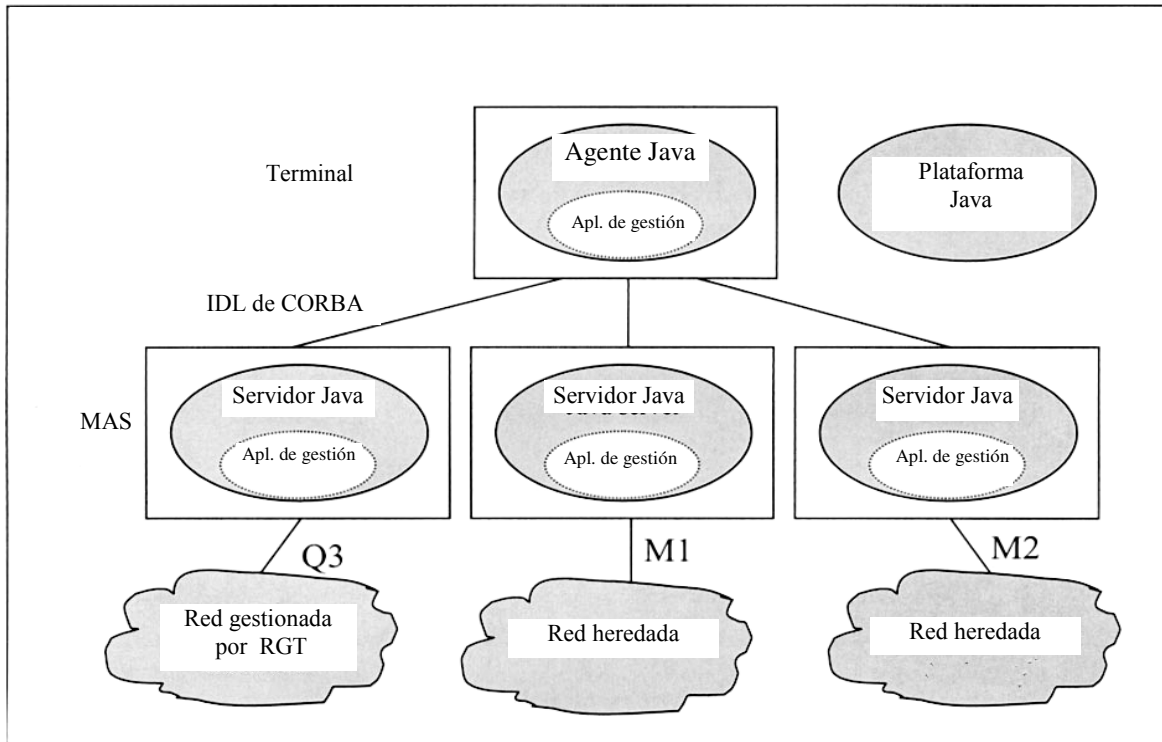 Agente Java
Apl. de gestión
Terminal
Plataforma
Java
IDL de CORBA
MAS
Servidor Java
Apl. de gestión
Servidor Java
Apl. de gestión
Servidor Java
Apl. de gestión
Q3
M1
M2
Red gestionada
por RGT
Red heredada
Red heredada